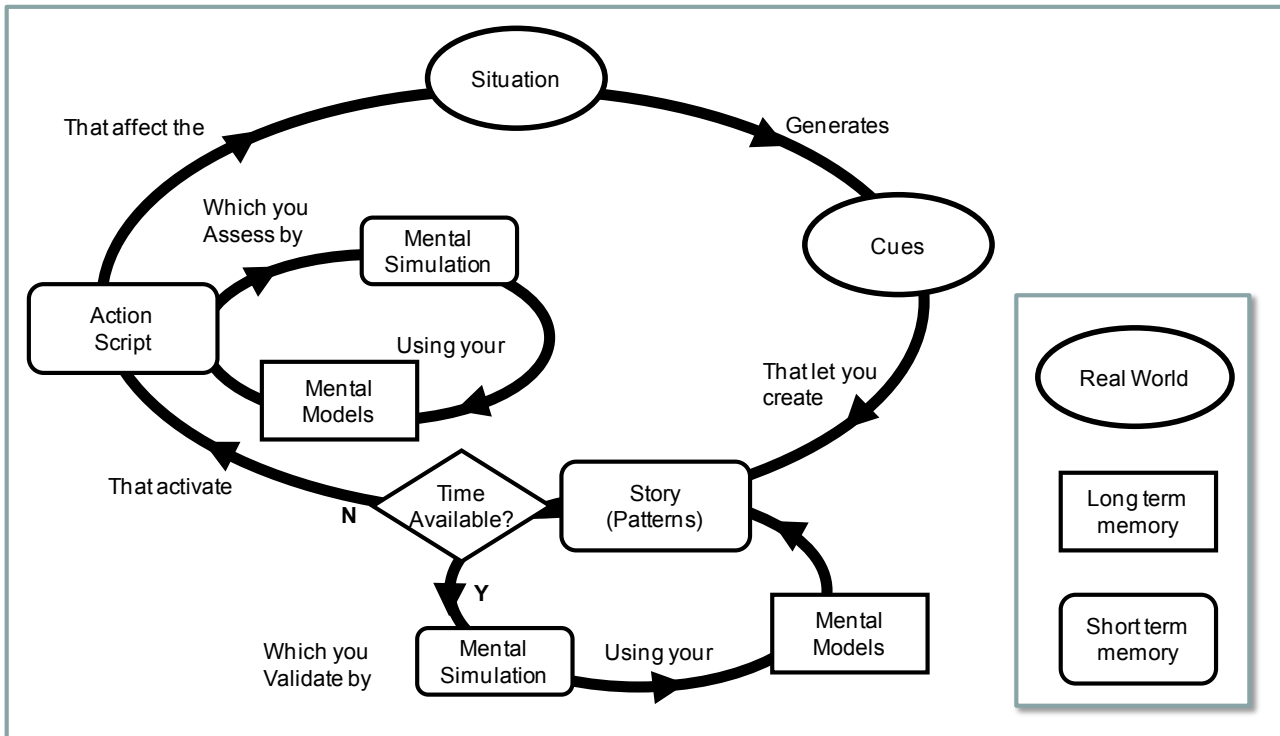 Situation
That affect the
Generates
Which you
Assess by
Mental
Simulation
Cues
Action
Script
Using your
Mental
Models
That let you
create
That activate
N
Time
Available?
Story
(Patterns)
Y
Which you
Validate by
Mental
Simulation
Using your
Mental
Models
Real World
Long term
memory
Short term
memory